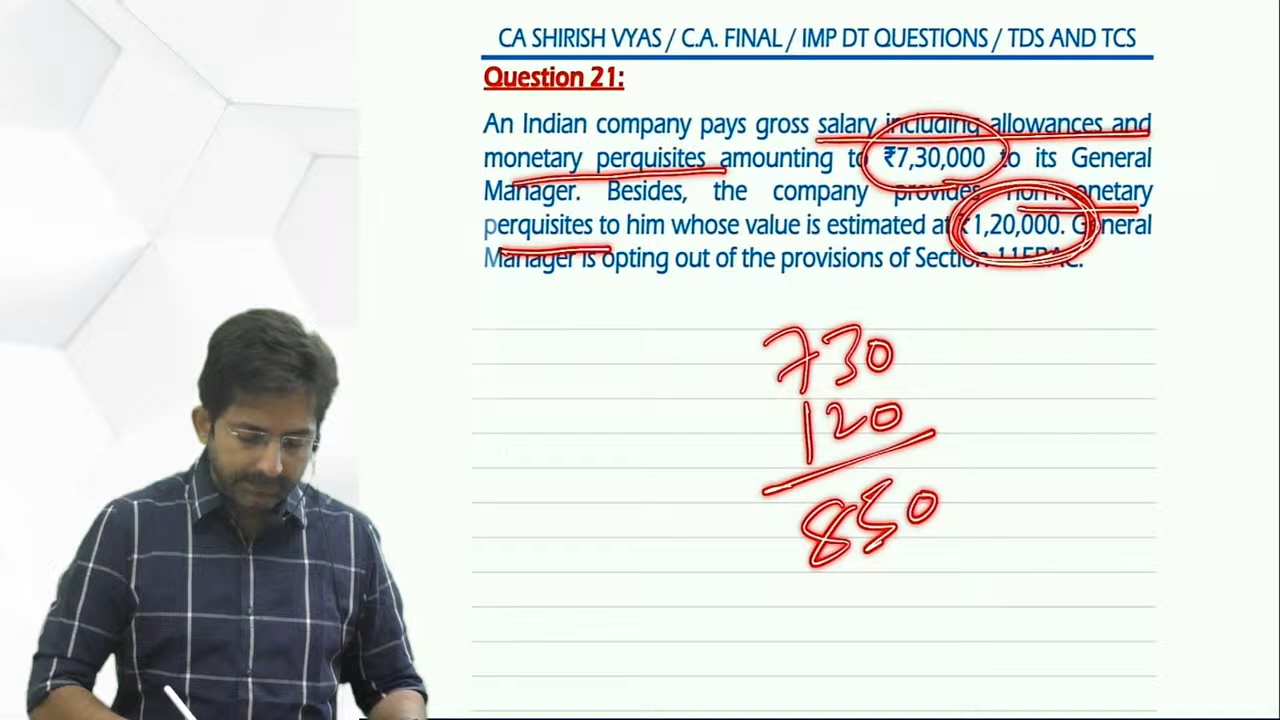 CA SHIRISH VYAS / C.A. FINAL / IMP DT QUESTIONS / TDS AND TCS
Question 21:
An Indian company pays gross salary including allowances and
monetary perquisites amounting to ₹7,30,000 to its General
Manager. Besides, the company provides non-monetary
perquisites to him whose value is estimated at ₹1,20,000. General
Manager is opting out of the provisions of Section 115BAC.
730
120
850